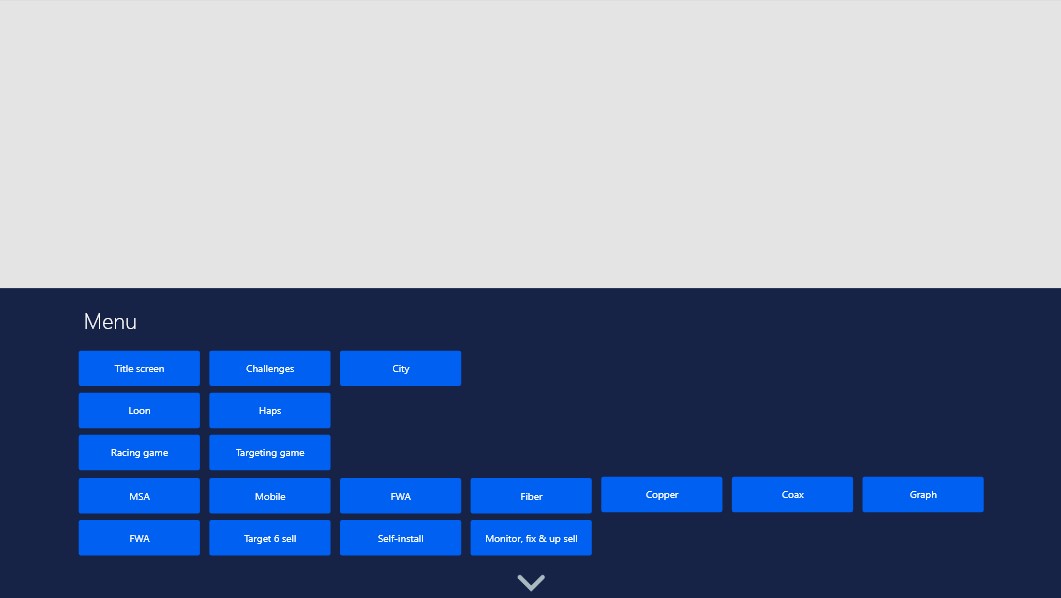 Menu
Title screen Challenges City
Loon Haps
Racing game Targeting game
MSA Mobile FWA Fiber Copper Coax Graph
FWA Target 6 sell Self-install Monitor, fix & up sell